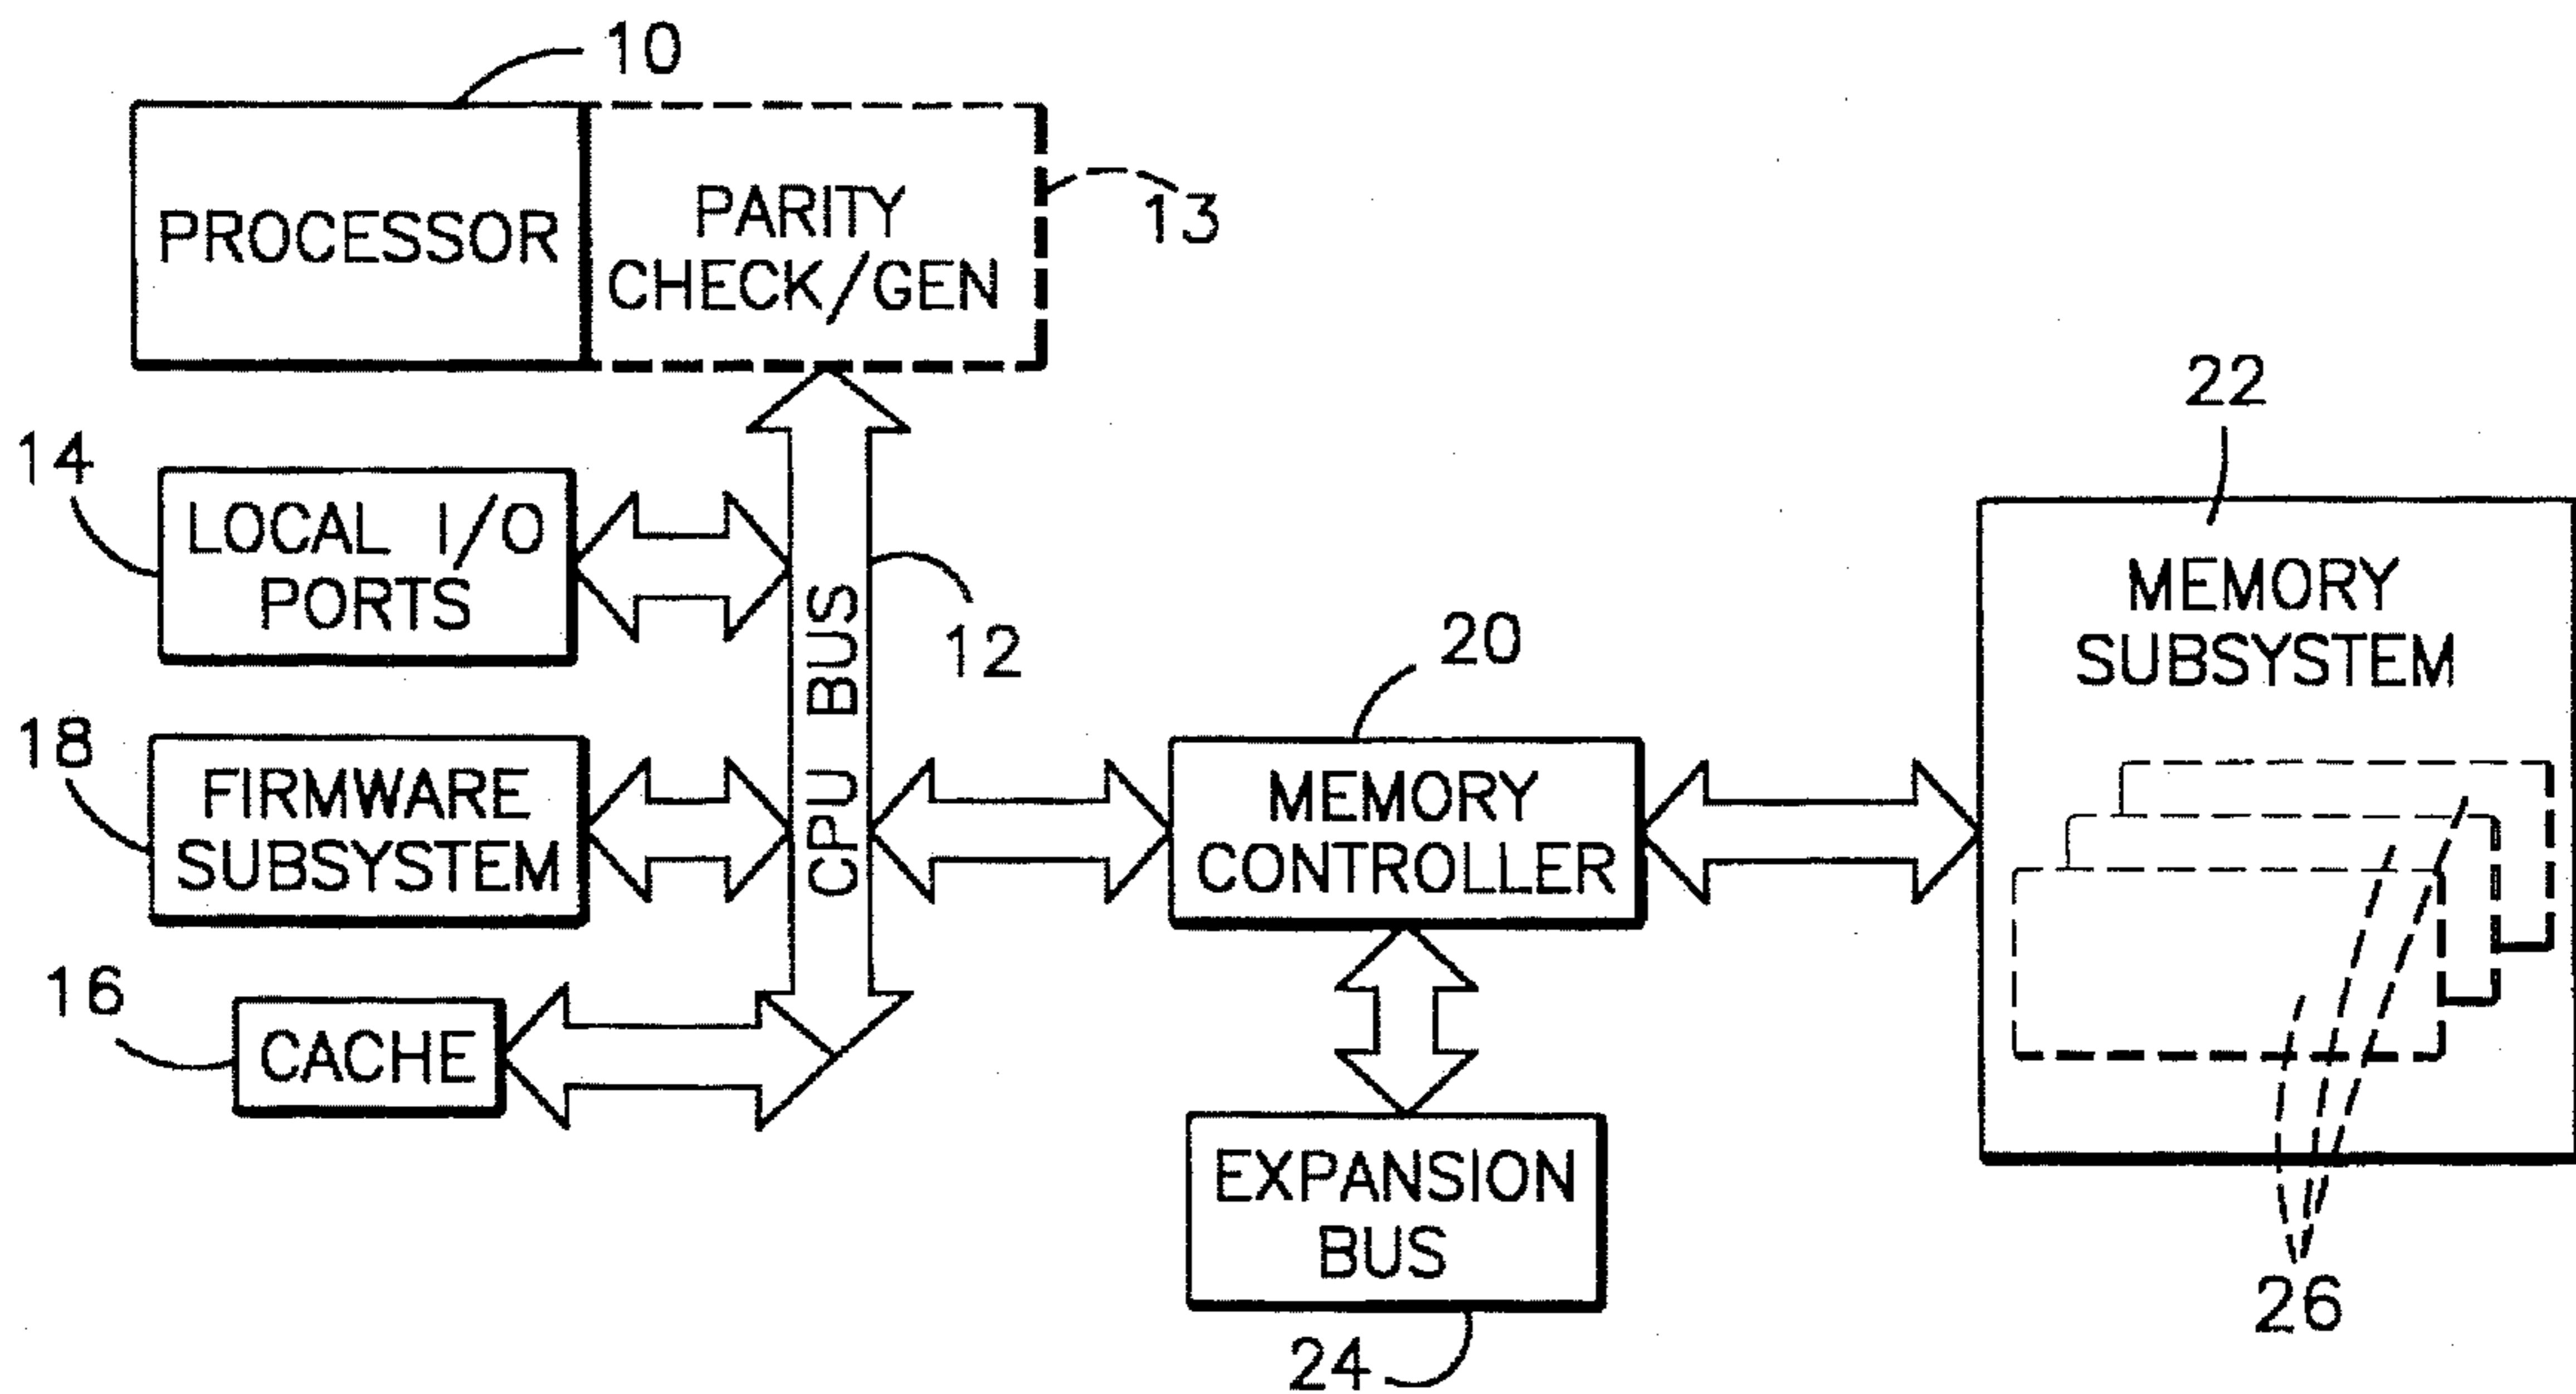 10
PROCESSOR
PARITY
CHECK/GEN
13
14
LOCAL I/O
PORTS
12
CPU BUS
18
FIRMWARE
SUBSYSTEM
16
CACHE
20
MEMORY
CONTROLLER
22
MEMORY
SUBSYSTEM
EXPANSION
BUS
24
26